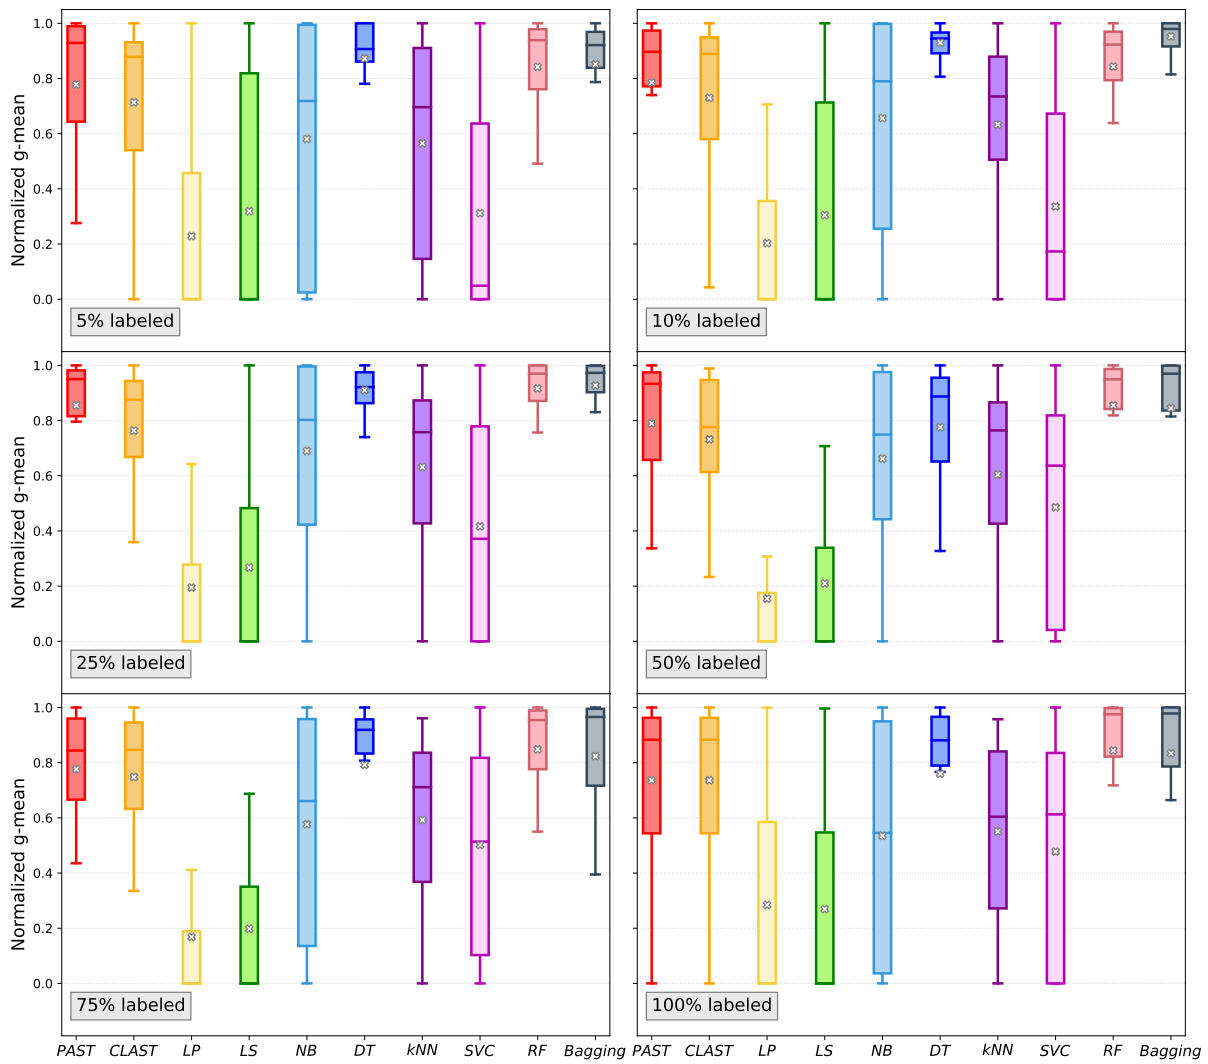 1.0
0.8
0.6
0.4
0.2
0.0
Normalized g-mean
5% labeled
10% labeled
1.0
0.8
0.6
0.4
0.2
0.0
Normalized g-mean
25% labeled
50% labeled
1.0
0.8
0.6
0.4
0.2
0.0
Normalized g-mean
75% labeled
100% labeled
PAST CLAST LP LS NB DT kNN SVC RF Bagging PAST CLAST LP LS NB DT kNN SVC RF Bagging